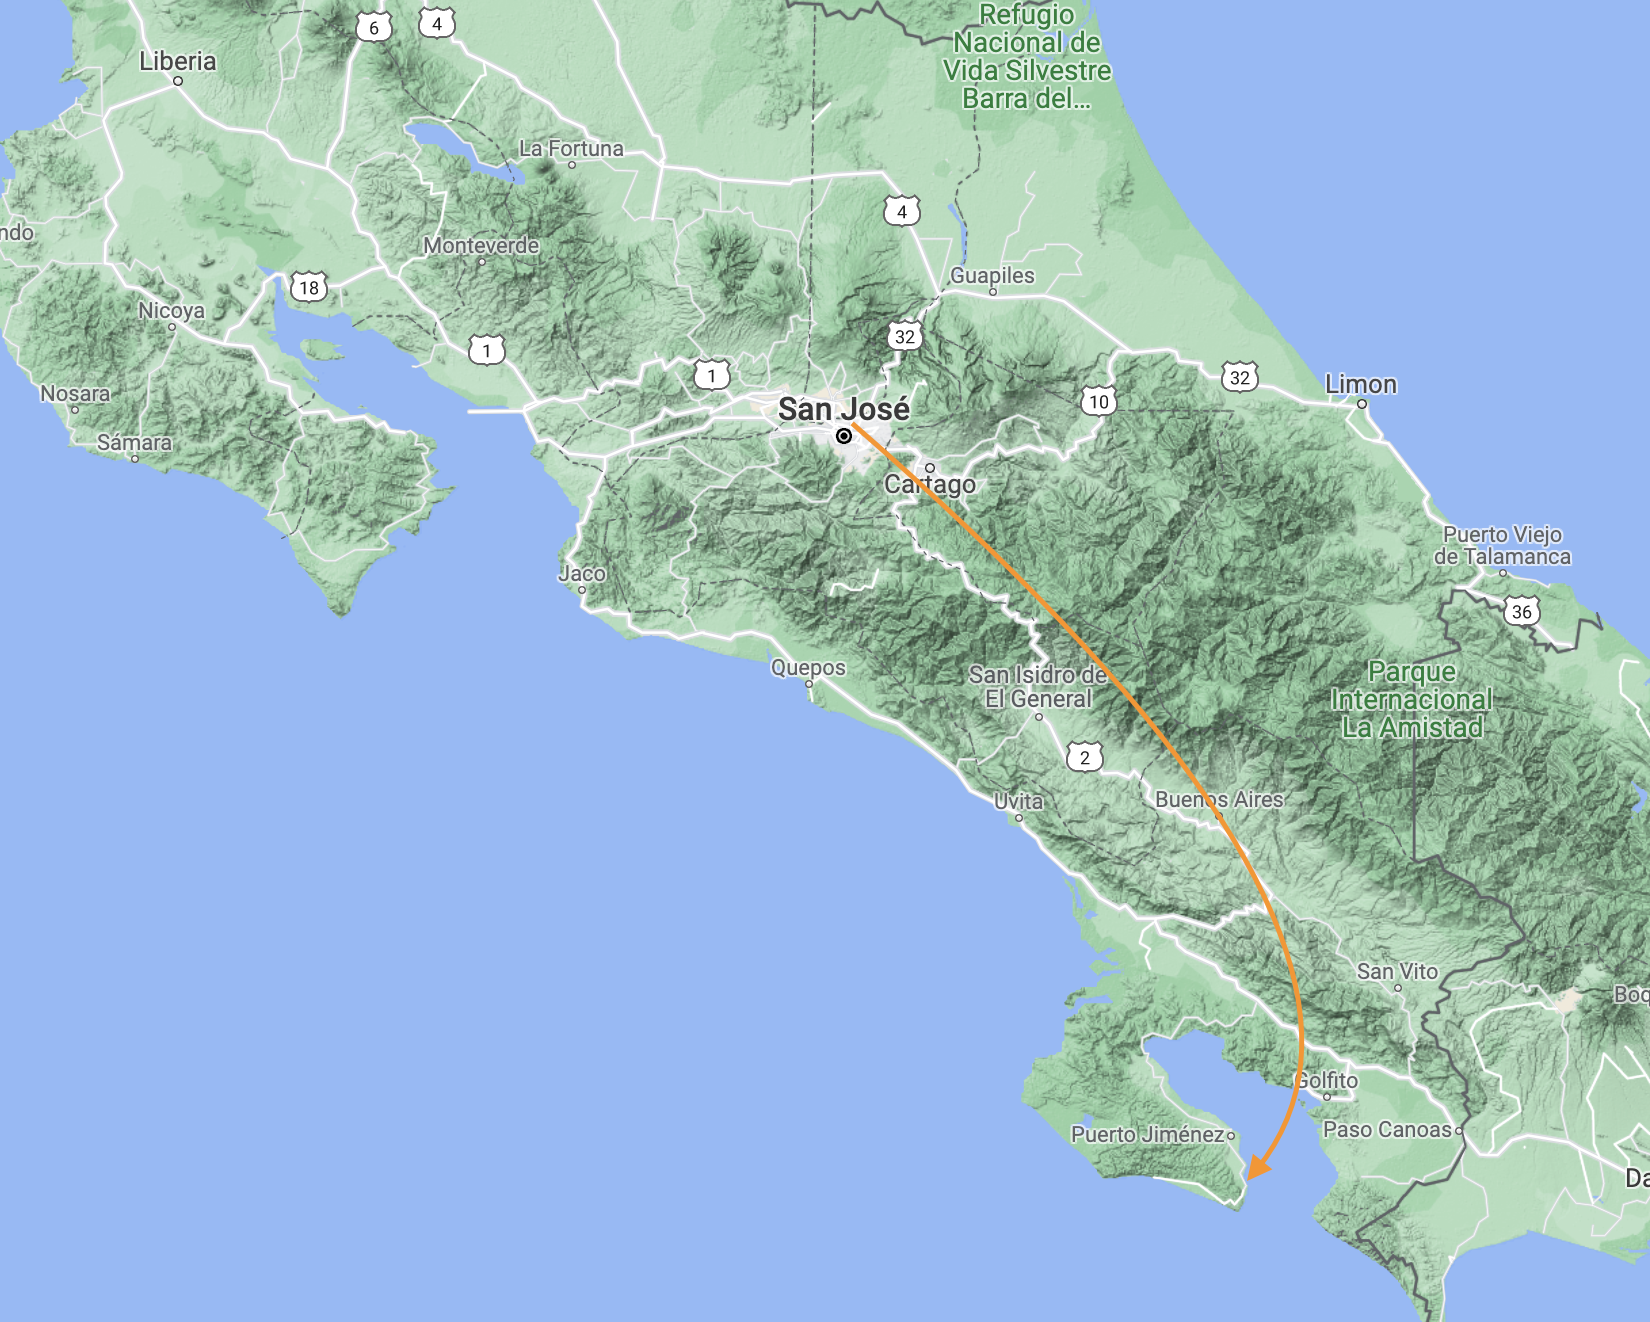 6
4
Refugio
Nacional de
Vida Silvestre
Barra del...
Liberia
La Fortuna
4
ndo
Monteverde
Guapiles
18
Nicoya
32
1
1
32
Limon
Nosara
10
San José
Sámara
Cartago
Puerto Viejo
de Talamanca
Jaco
36
Quepos
San Isidro de
El General
Parque
Internacional
La Amistad
2
Uvita
Buenos Aires
San Vito
Boq
Golfito
Puerto Jiménez
Paso Canoas
Da